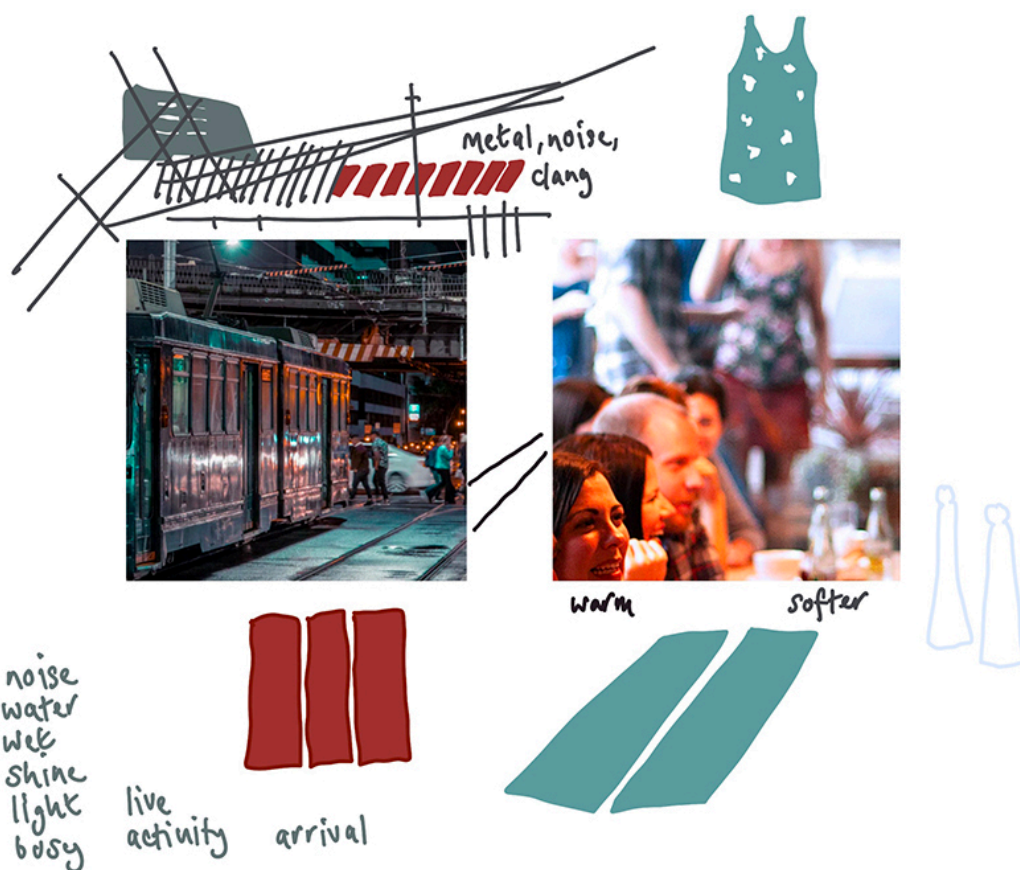 metal, noise,
clang
warm
softer
noise
water
wet
shine
light
busy
live
activity
arrival